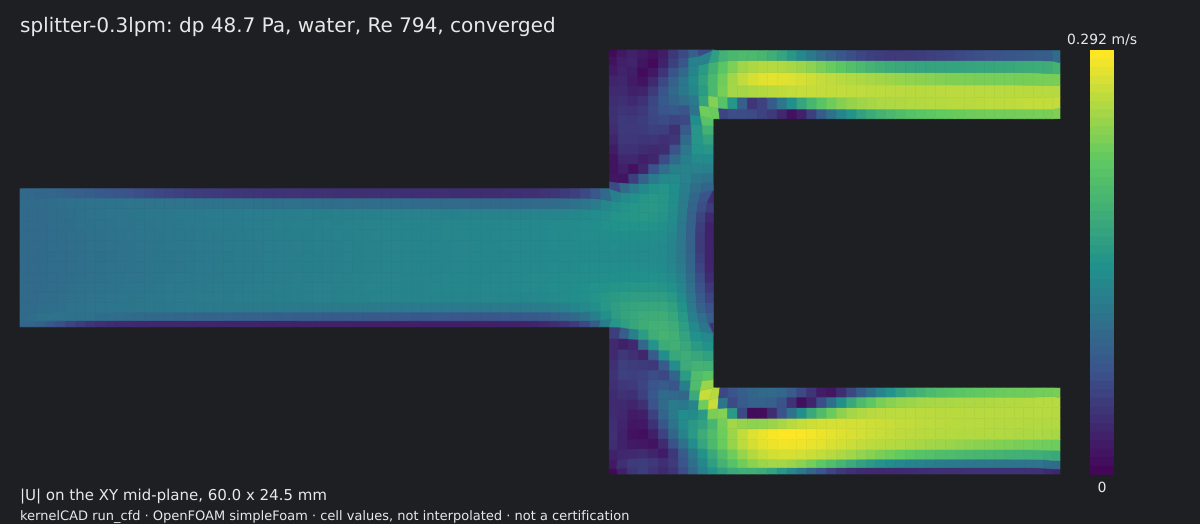 splitter-0.3lpm: dp 48.7 Pa, water, Re 794, converged
0.292 m/s
0
|U| on the XY mid-plane, 60.0 x 24.5 mm
kernelCAD run_cfd · OpenFOAM simpleFoam · cell values, not interpolated · not a certification